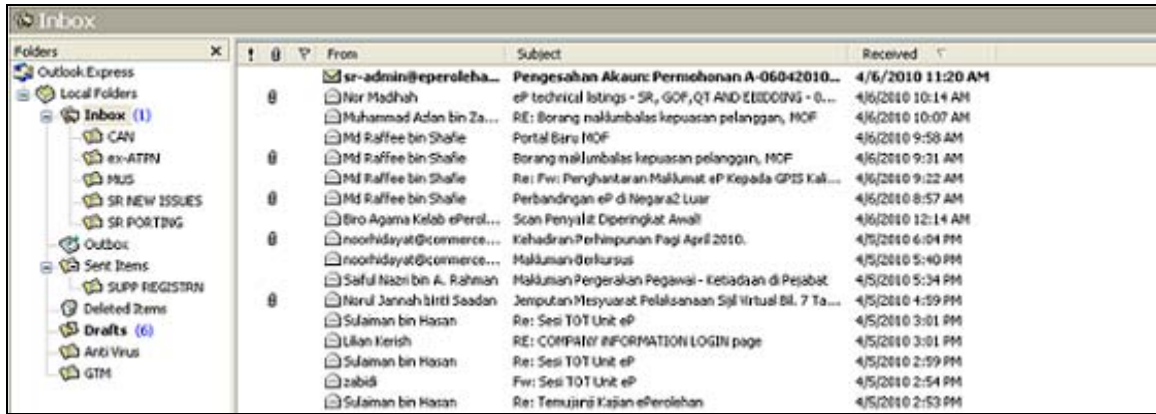 Inbox
Folders × ! From Subject Received
Outlook Express
Local Folders
Inbox (1)
CAN
ex-ATPN
MUS
SR NEW ISSUES
SR PORTING
Outbox
Sent Items
SUPP REGISTRN
Deleted Items
Drafts (6)
Anti Virus
GTM
sr-admin@eperoleha... Pengesahan Akaun: Permohonan A-06042010... 4/6/2010 11:20 AM
Nor Madhah eP technical listings - SR, GOF,QT AND EBIDDING - 0... 4/6/2010 10:14 AM
Muhammad Azlan bin Za... RE: Borang maklumbalas kepuasan pelanggan, MOF 4/6/2010 10:07 AM
Md Raffee bin Shafie Portal Baru MOF 4/6/2010 9:58 AM
Md Raffee bin Shafie Borang maklumbalas kepuasan pelanggan, MOF 4/6/2010 9:31 AM
Md Raffee bin Shafie Re: Fw: Penghantaran Maklumat eP Kepada GPIS Kali... 4/6/2010 9:22 AM
Md Raffee bin Shafie Perbandingan eP di Negara2 Luar 4/6/2010 8:57 AM
Biro Agama Kelab ePerol... Scan Penyakit Diperingkat Awal! 4/6/2010 12:14 AM
noorhidayat@commerce... Kehadiran Perhimpunan Pagi April 2010. 4/5/2010 6:04 PM
noorhidayat@commerce... Makluman Berkursus 4/5/2010 5:40 PM
Saiful Nazri bin A. Rahman Makluman Pergerakan Pegawai - Ketiadaan di Pejabat 4/5/2010 5:34 PM
Norul Jannah binti Saadan Jemputan Mesyuarat Pelaksanaan Sijil Virtual Bil. 7 Ta... 4/5/2010 4:59 PM
Sulaiman bin Hasan Re: Sesi TOT Unit eP 4/5/2010 3:01 PM
Lilian Kerish RE: COMPANY INFORMATION LOGIN page 4/5/2010 3:01 PM
Sulaiman bin Hasan Re: Sesi TOT Unit eP 4/5/2010 2:59 PM
zabidi Fw: Sesi TOT Unit eP 4/5/2010 2:54 PM
Sulaiman bin Hasan Re: Temujanji Kajian ePerolehan 4/5/2010 2:53 PM